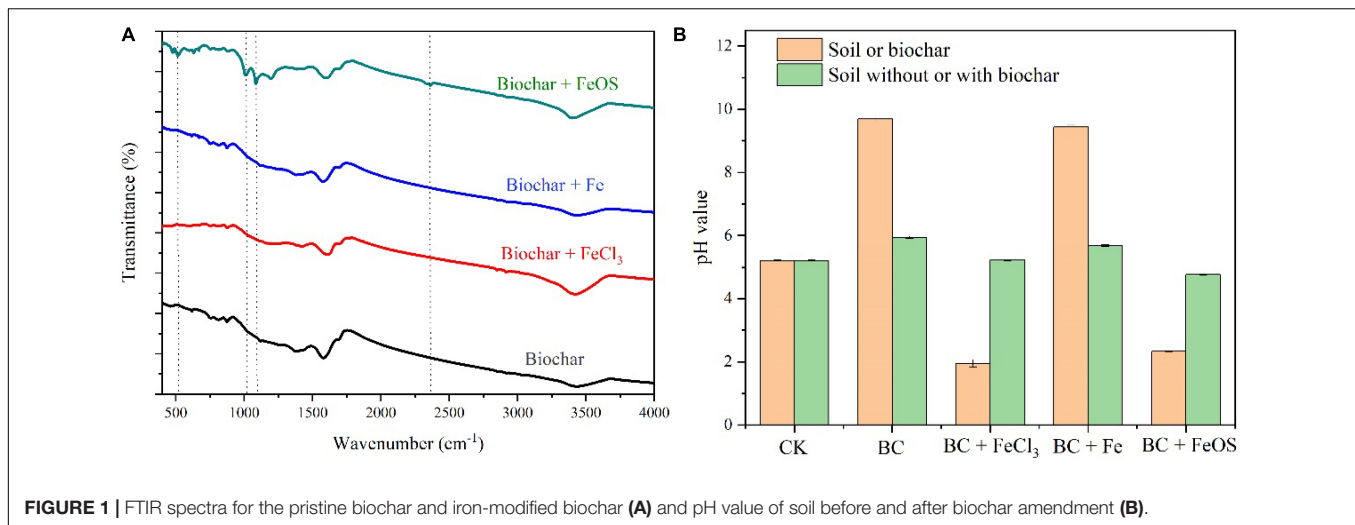 A
Biochar + FeOS
Biochar + Fe
Biochar + FeCl₃
Biochar
Transmittance (%)
500 1000 1500 2000 2500 3000 3500 4000
Wavenumber (cm⁻¹)
B
Soil or biochar
Soil without or with biochar
12
10
8
6
4
2
0
pH value
CK BC BC + FeCl₃ BC + Fe BC + FeOS
FIGURE 1 | FTIR spectra for the pristine biochar and iron-modified biochar (A) and pH value of soil before and after biochar amendment (B).